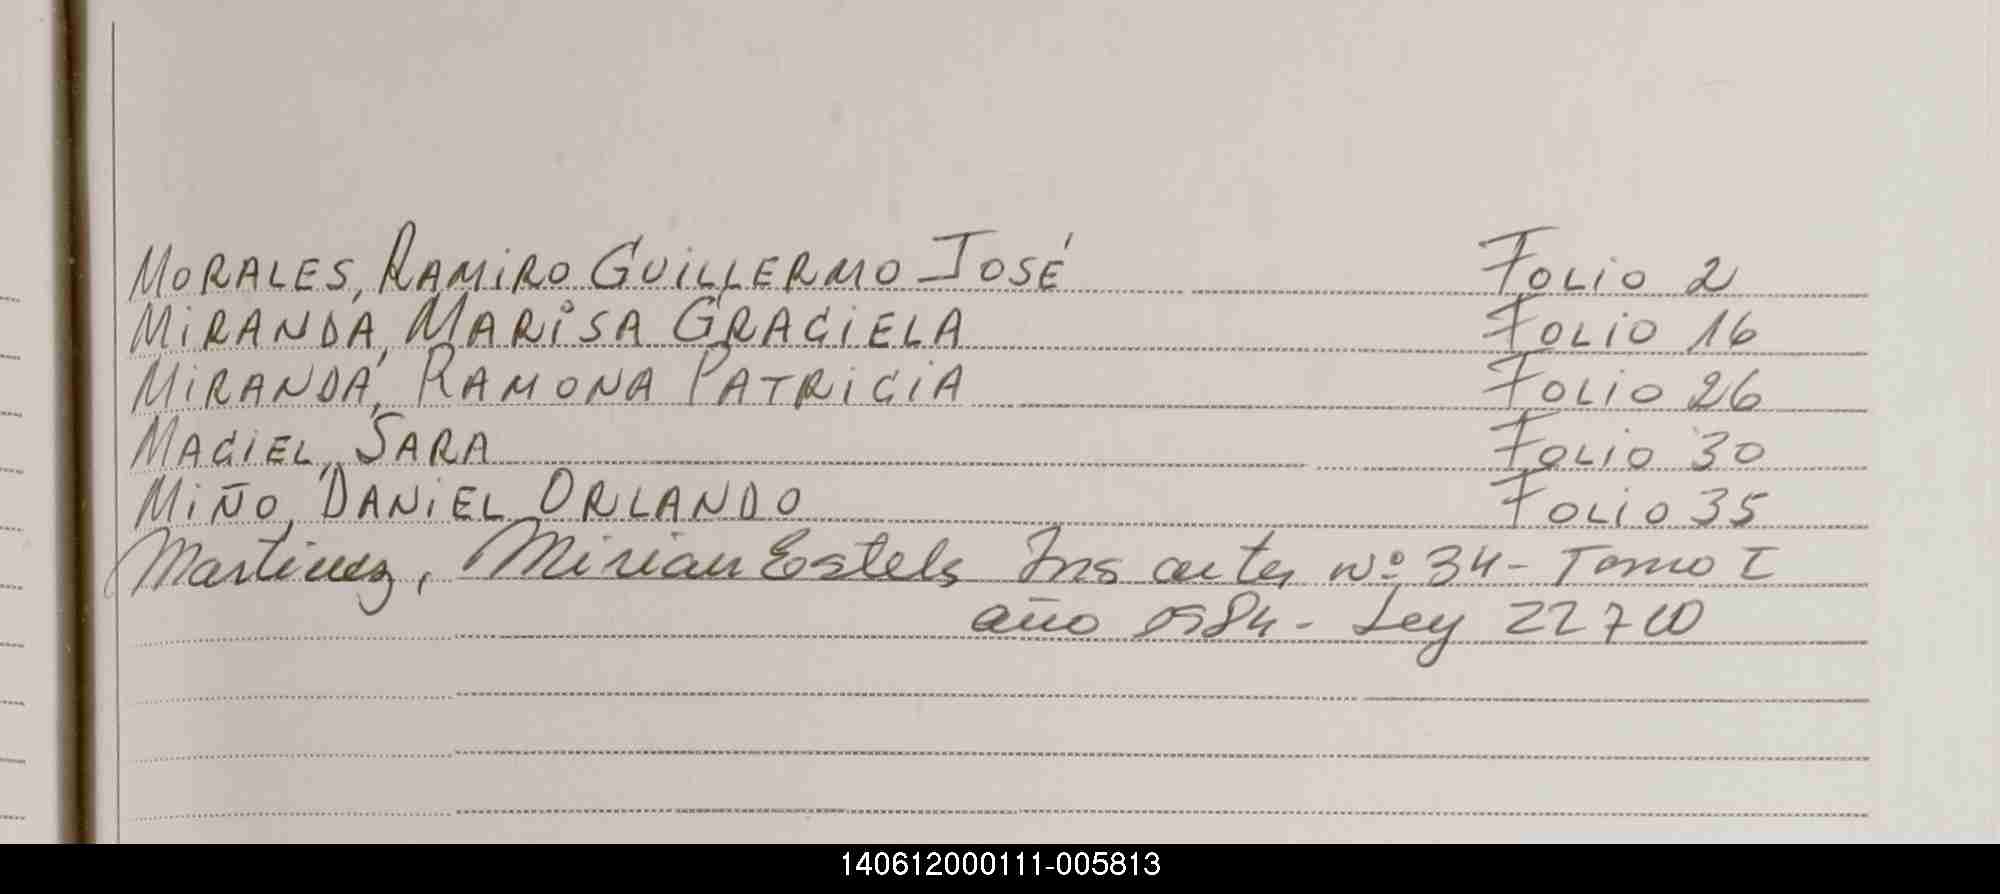 MORALES, RAMIRO GUILLERMO JOSÉ Folio 2
MIRANDA, MARISA GRACIELA Folio 16
MIRANDA, RAMONA PATRICIA Folio 26
MACIEL, SARA Folio 30
MIÑO, DANIEL ORLANDO Folio 35
Martinez, Mirian Estela Ins acta nº 34 - Tomo I
año 1984 - Ley 22700
140612000111-005813